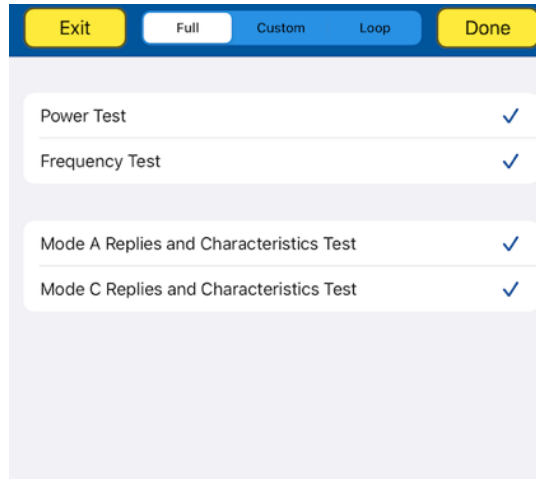 Exit Full Custom Loop Done
Power Test
Frequency Test
Mode A Replies and Characteristics Test
Mode C Replies and Characteristics Test